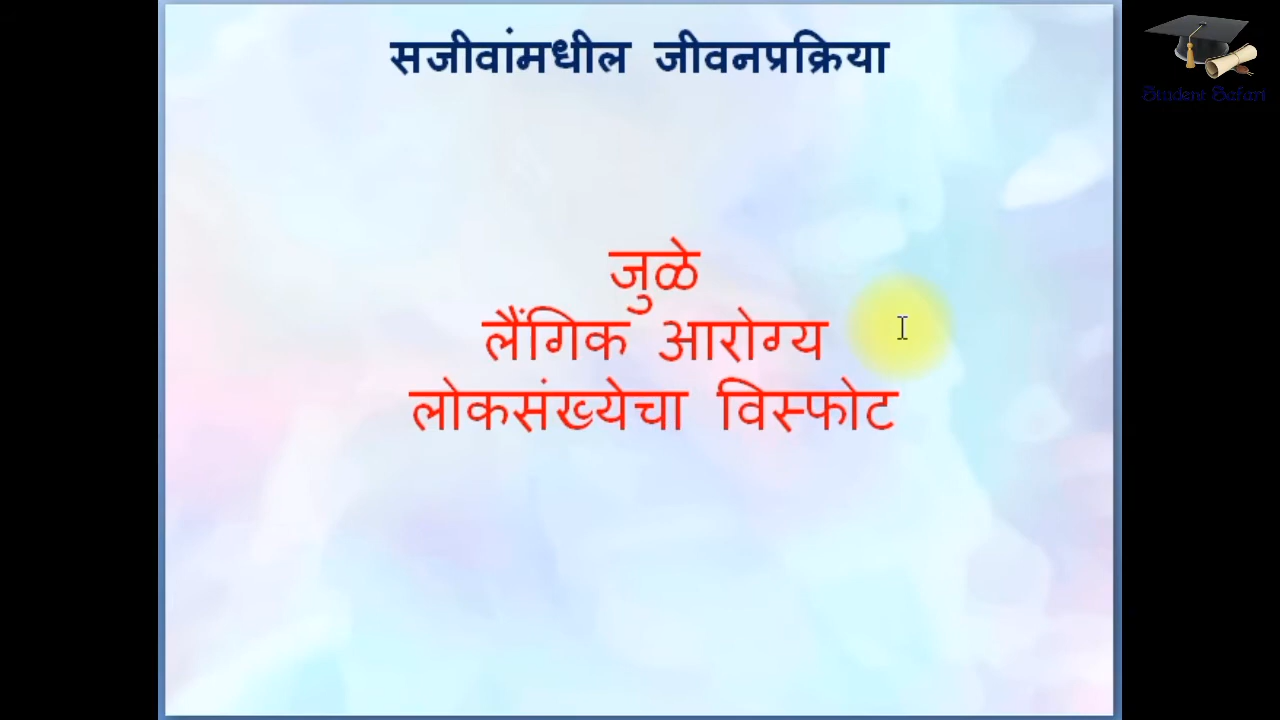 सजीवांमधील जीवनप्रक्रिया
Student Safari
जुळे
लैंगिक आरोग्य
लोकसंख्येचा विस्फोट